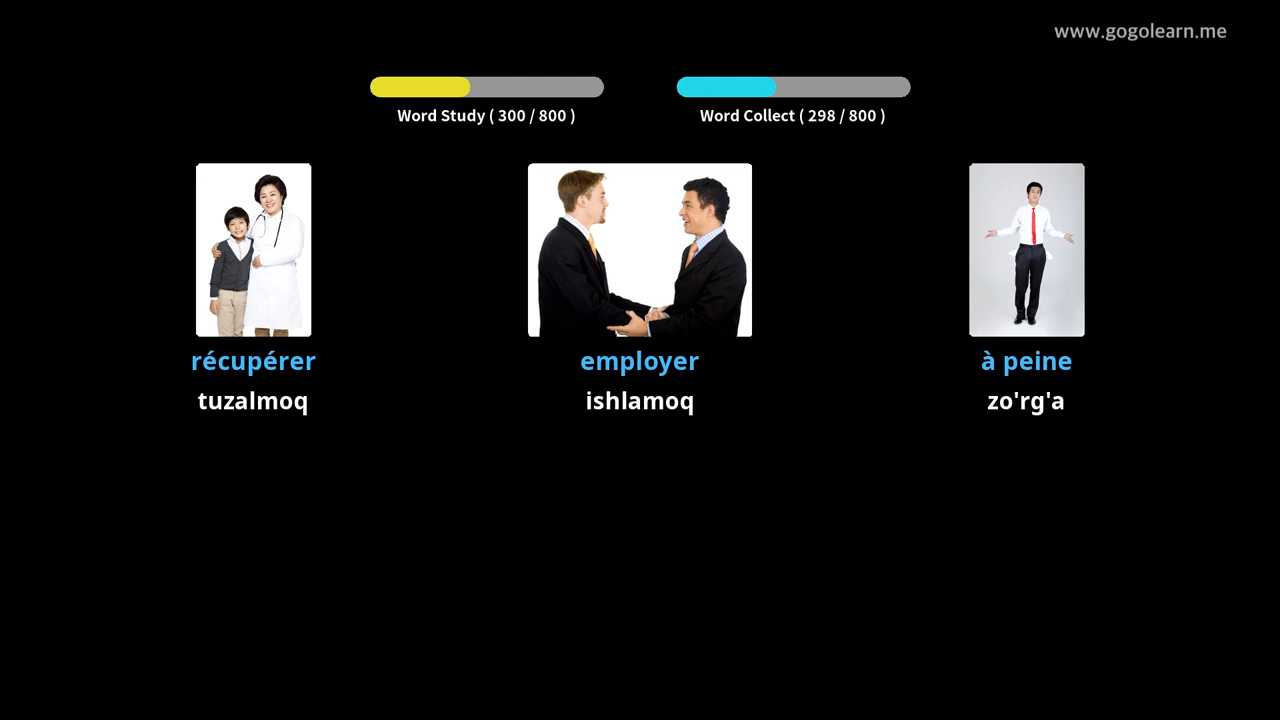 www.gogolearn.me
Word Study ( 300 / 800 )
Word Collect ( 298 / 800 )
récupérer
employer
à peine
tuzalmoq
ishlamoq
zo'rg'a